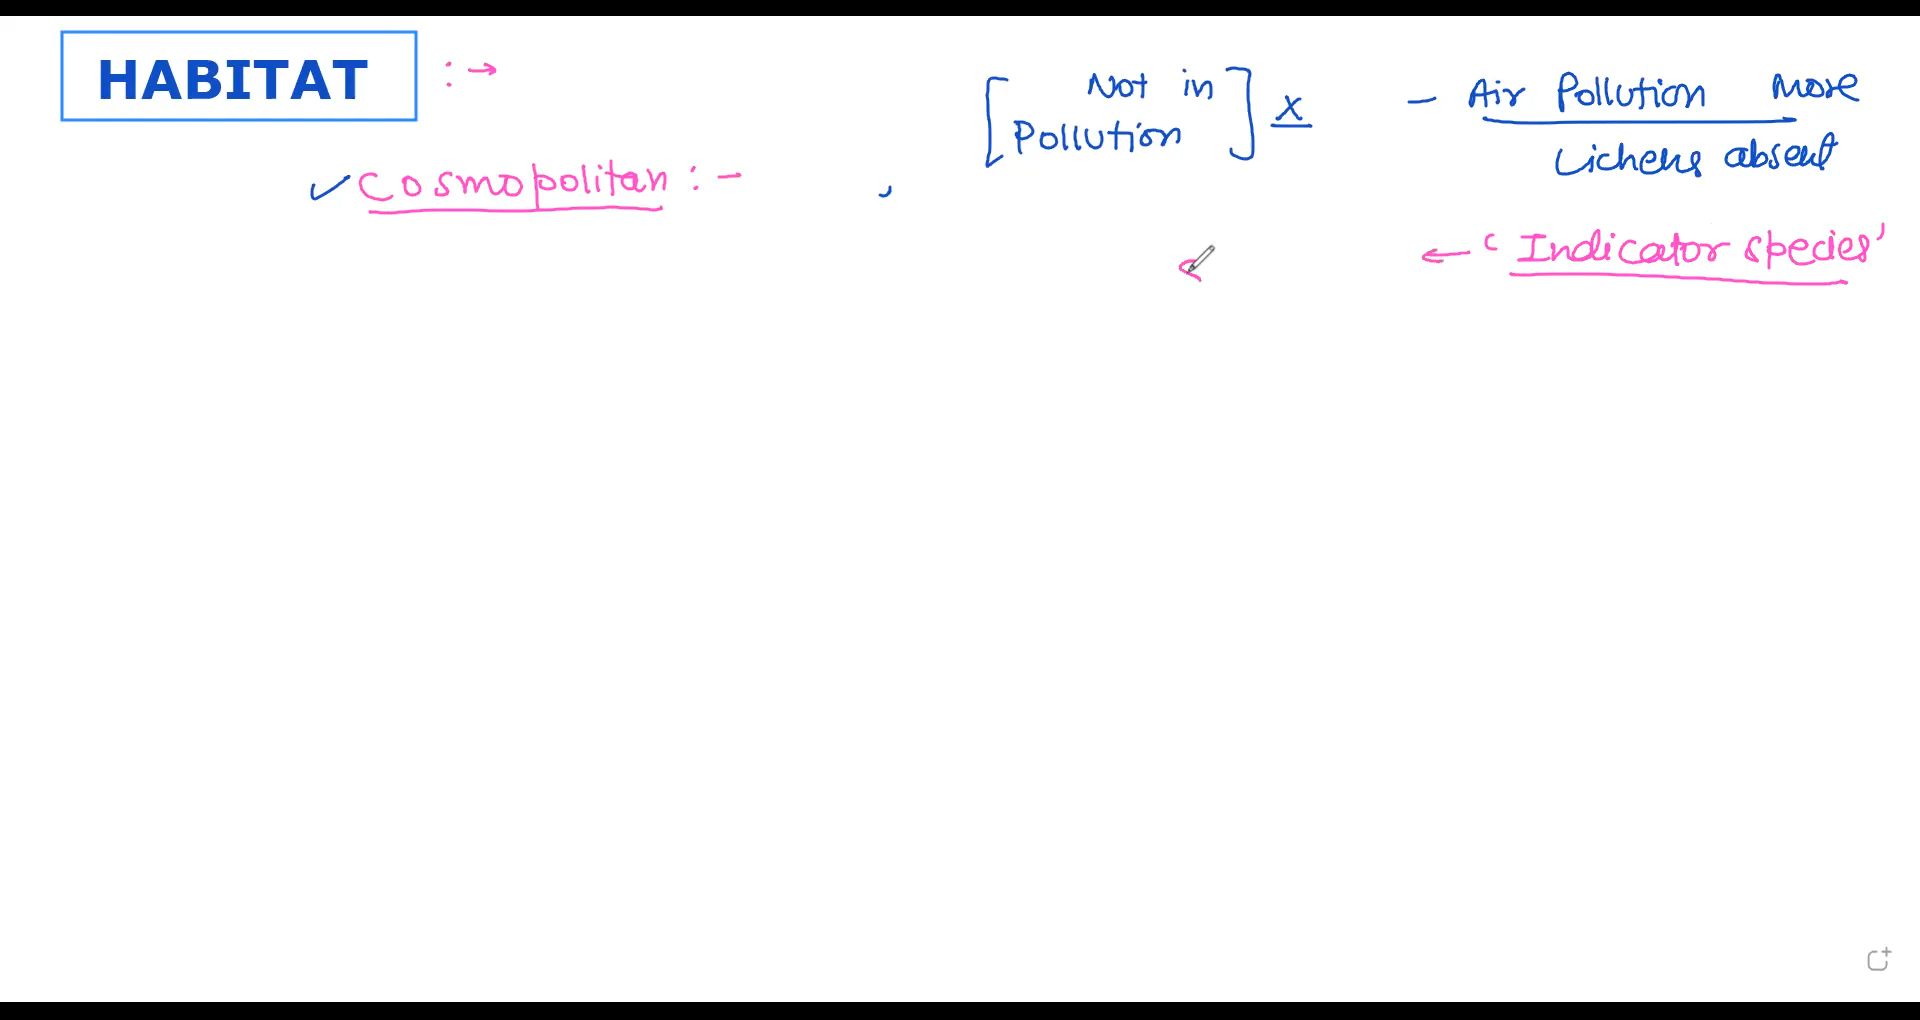 HABITAT :→
[ Not in Pollution ] X
- Air Pollution More
Lichens absent
✓ Cosmopolitan : -
← ‘Indicator species’